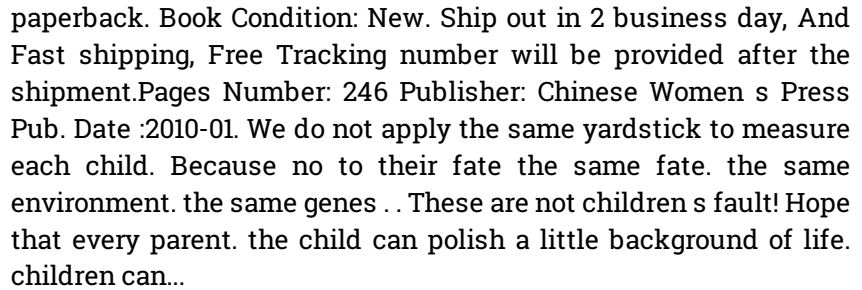 paperback. Book Condition: New. Ship out in 2 business day, And
Fast shipping, Free Tracking number will be provided after the
shipment.Pages Number: 246 Publisher: Chinese Women s Press
Pub. Date :2010-01. We do not apply the same yardstick to measure
each child. Because no to their fate the same fate. the same
environment. the same genes . . These are not children s fault! Hope
that every parent. the child can polish a little background of life.
children can...